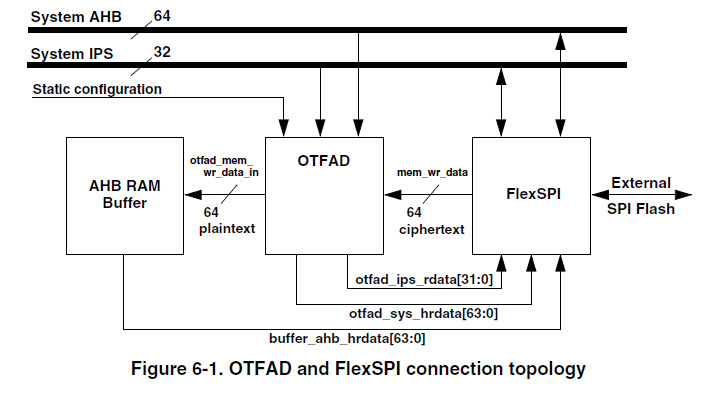 System AHB 64
System IPS 32
Static configuration
otfad_mem_
wr_data_in
OTFAD
mem_wr_data
AHB RAM
Buffer
FlexSPI
External
SPI Flash
64
plaintext
64
ciphertext
otfad_ips_rdata[31:0]
otfad_sys_hrdata[63:0]
buffer_ahb_hrdata[63:0]
Figure 6-1. OTFAD and FlexSPI connection topology